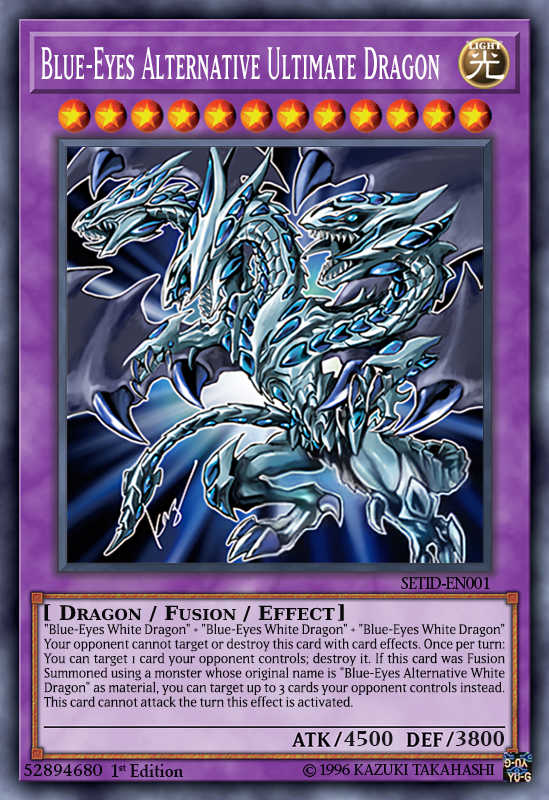 BLUE-EYES ALTERNATIVE ULTIMATE DRAGON
LIGHT
光
kaz
SETID-EN001
[ DRAGON / FUSION / EFFECT ]
"Blue-Eyes White Dragon" + "Blue-Eyes White Dragon" + "Blue-Eyes White Dragon"
Your opponent cannot target or destroy this card with card effects. Once per turn:
You can target 1 card your opponent controls; destroy it. If this card was Fusion
Summoned using a monster whose original name is "Blue-Eyes Alternative White
Dragon" as material, you can target up to 3 cards your opponent controls instead.
This card cannot attack the turn this effect is activated.
ATK/4500 DEF/3800
52894680 1st Edition © 1996 KAZUKI TAKAHASHI